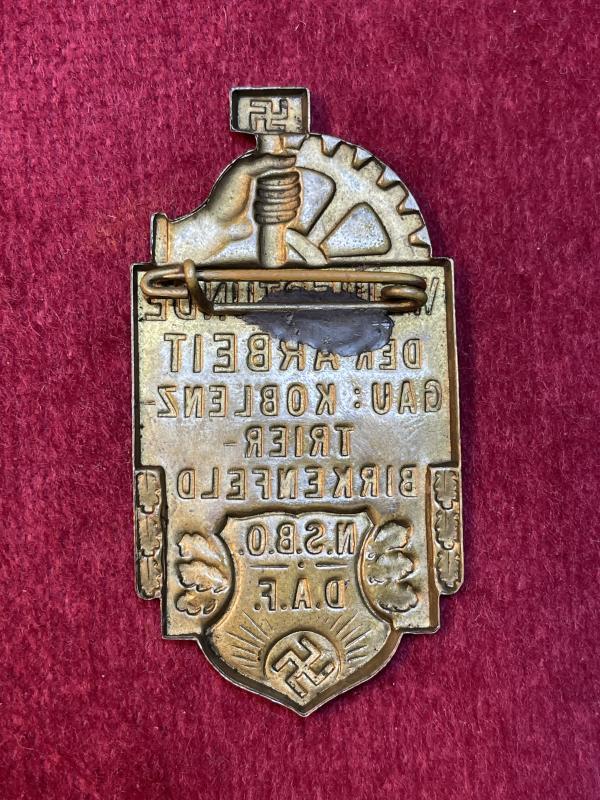 DER ARBEIT
GAU: KOBLENZ-
TRIER-
BIRKENFELD
N.S.B.O.
D.A.F.